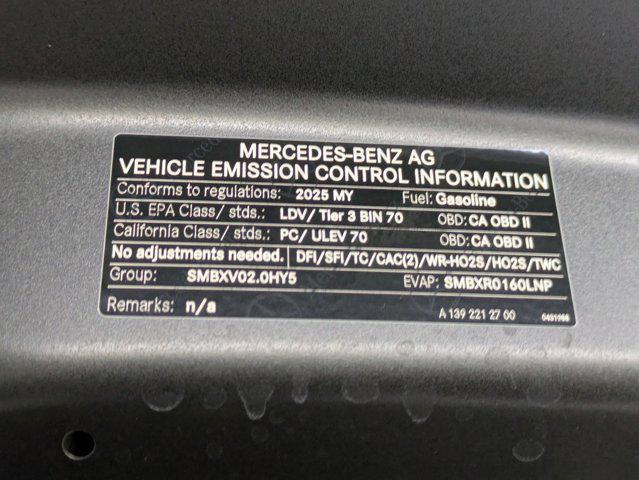 MERCEDES-BENZ AG
VEHICLE EMISSION CONTROL INFORMATION
Conforms to regulations: 2025 MY Fuel: Gasoline
U.S. EPA Class/ stds.: LDV/ Tier 3 BIN 70 OBD: CA OBD II
California Class/ stds.: PC/ ULEV 70 OBD: CA OBD II
No adjustments needed. DFI/SFI/TC/CAC(2)/WR-HO2S/HO2S/TWC
Group: SMBXV02.0HY5 EVAP: SMBXR0160LNP
Remarks: n/a A 139 221 27 00